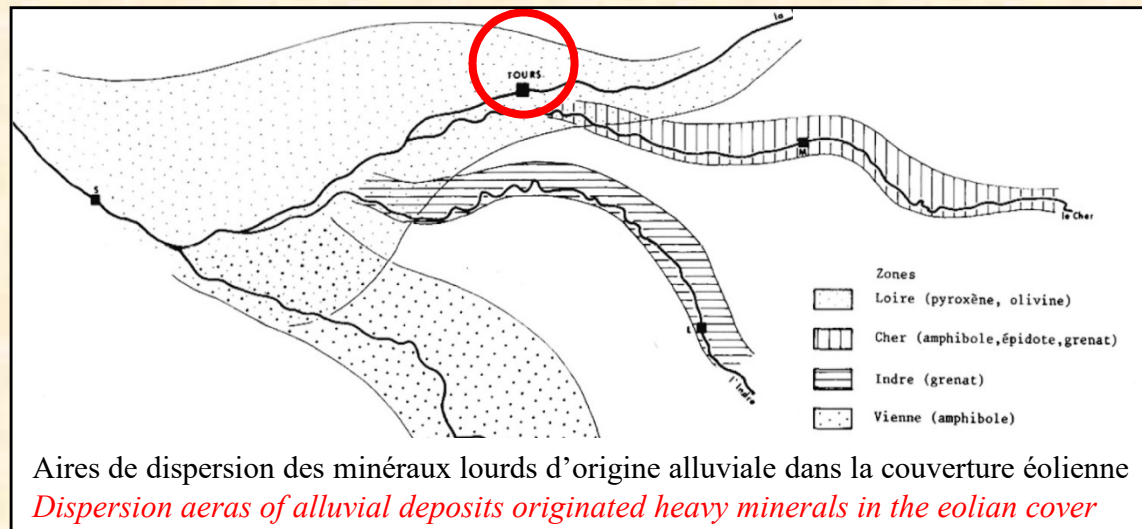 la
TOURS
M
S
le Cher
L
l'Indre
Zones
Loire (pyroxène, olivine)
Cher (amphibole,épidote,grenat)
Indre (grenat)
Vienne (amphibole)
Aires de dispersion des minéraux lourds d’origine alluviale dans la couverture éolienne
Dispersion aeras of alluvial deposits originated heavy minerals in the eolian cover